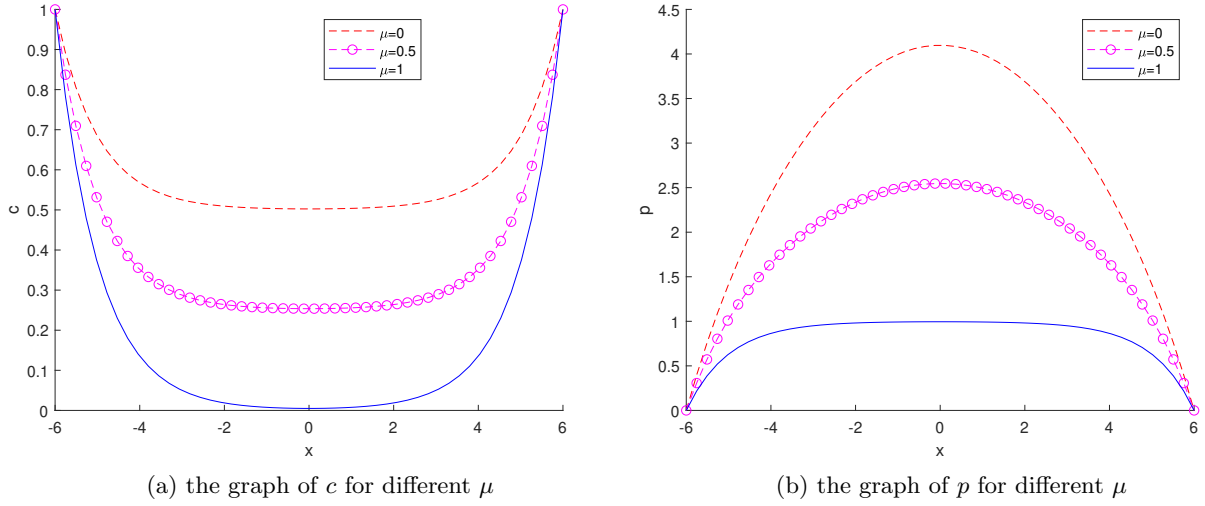 1
0.9
0.8
0.7
0.6
0.5
0.4
0.3
0.2
0.1
0
c
-6
-4
-2
0
2
4
6
x
μ=0
μ=0.5
μ=1
(a) the graph of c for different μ
4.5
4
3.5
3
2.5
2
1.5
1
0.5
0
p
-6
-4
-2
0
2
4
6
x
μ=0
μ=0.5
μ=1
(b) the graph of p for different μ